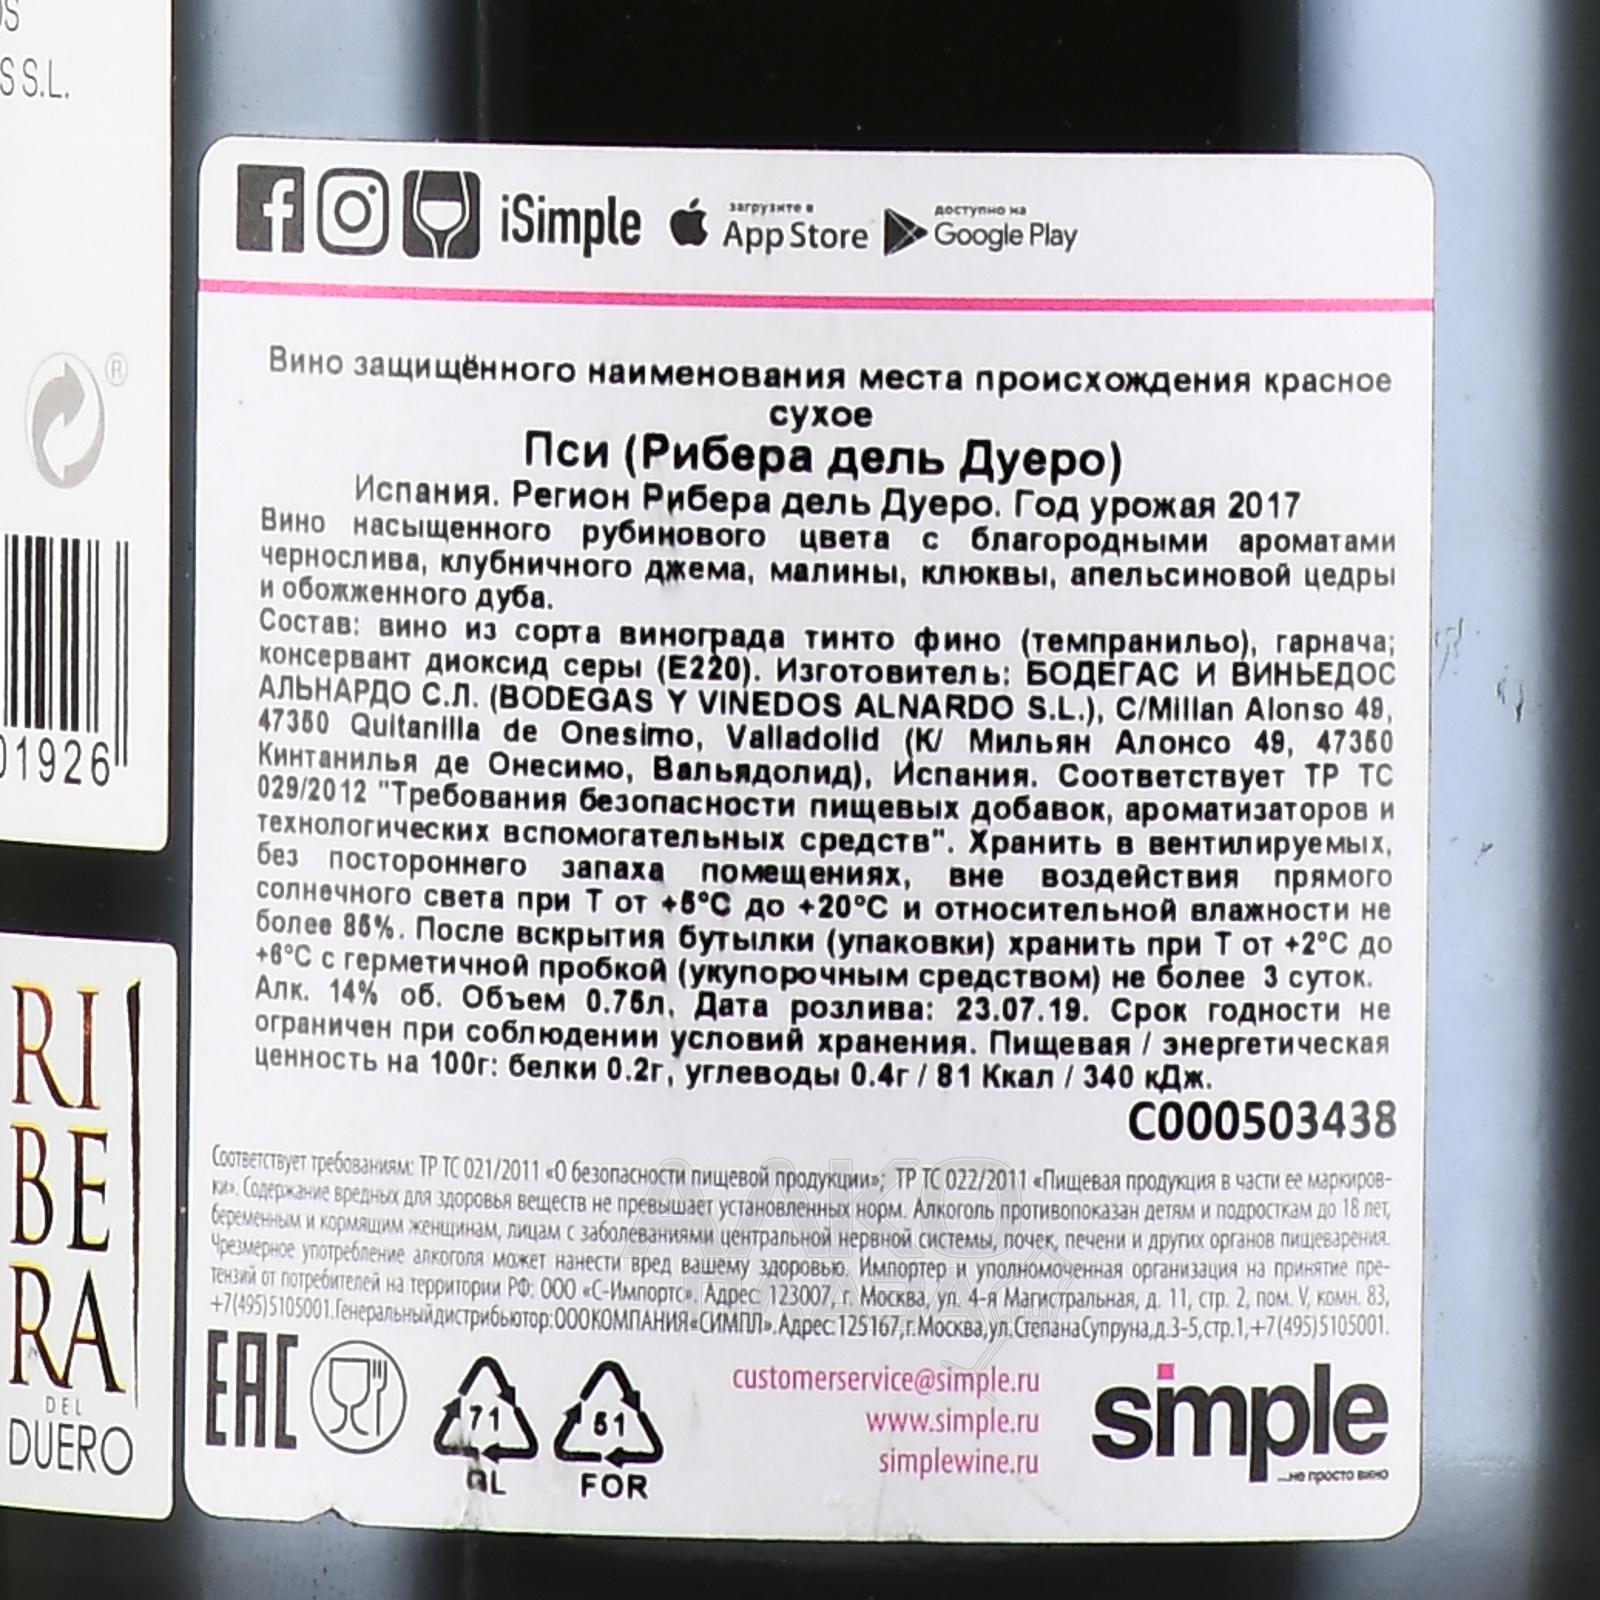 S S.L.
®
01926
RI
BE
RA
DEL
DUERO
iSimple
загрузите в
App Store
доступно на
Google Play
Вино защищённого наименования места происхождения красное
сухое
Пси (Рибера дель Дуеро)
Испания. Регион Рибера дель Дуеро. Год урожая 2017
Вино насыщенного рубинового цвета с благородными ароматами
чернослива, клубничного джема, малины, клюквы, апельсиновой цедры
и обожженного дуба.
Состав: вино из сорта винограда тинто фино (темпранильо), гарнача;
консервант диоксид серы (Е220). Изготовитель: БОДЕГАС И ВИНЬЕДОС
АЛЬНАРДО С.Л. (BODEGAS Y VINEDOS ALNARDO S.L.), C/Millan Alonso 49,
47350 Quitanilla de Onesimo, Valladolid (К/ Мильян Алонсо 49, 47350
Кинтанилья де Онесимо, Вальядолид), Испания. Соответствует ТР ТС
029/2012 "Требования безопасности пищевых добавок, ароматизаторов и
технологических вспомогательных средств". Хранить в вентилируемых,
без постороннего запаха помещениях, вне воздействия прямого
солнечного света при Т от +5°С до +20°С и относительной влажности не
более 85%. После вскрытия бутылки (упаковки) хранить при Т от +2°С до
+6°С с герметичной пробкой (укупорочным средством) не более 3 суток.
Алк. 14% об. Объем 0.75л. Дата розлива: 23.07.19. Срок годности не
ограничен при соблюдении условий хранения. Пищевая / энергетическая
ценность на 100г: белки 0.2г, углеводы 0.4г / 81 Ккал / 340 кДж.
С000503438
Соответствует требованиям: ТР ТС 021/2011 «О безопасности пищевой продукции»; ТР ТС 022/2011 «Пищевая продукция в части ее маркиров-
ки». Содержание вредных для здоровья веществ не превышает установленных норм. Алкоголь противопоказан детям и подросткам до 18 лет,
беременным и кормящим женщинам, лицам с заболеваниями центральной нервной системы, почек, печени и других органов пищеварения.
Чрезмерное употребление алкоголя может нанести вред вашему здоровью. Импортер и уполномоченная организация на принятие пре-
тензий от потребителей на территории РФ: ООО «С-Импортс». Адрес: 123007, г. Москва, ул. 4-я Магистральная, д. 11, стр. 2, пом. V, комн. 83,
+7(495)5105001. Генеральный дистрибьютор: ООО КОМПАНИЯ «СИМПЛ». Адрес: 125167, г. Москва, ул. Степана Супруна, д. 3-5, стр. 1, +7(495)5105001.
EAC
71
GL
51
FOR
customerservice@simple.ru
www.simple.ru
simplewine.ru
simple
...не просто вино